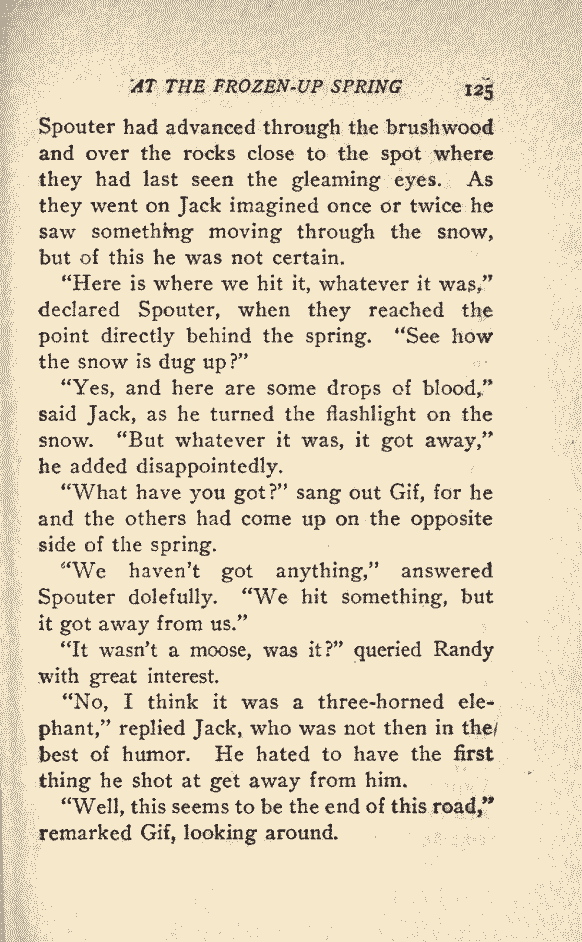 AT THE FROZEN-UP SPRING 125
Spouter had advanced through the brushwood
and over the rocks close to the spot where
they had last seen the gleaming eyes. As
they went on Jack imagined once or twice he
saw something moving through the snow,
but of this he was not certain.
“Here is where we hit it, whatever it was,”
declared Spouter, when they reached the
point directly behind the spring. “See how
the snow is dug up?”
“Yes, and here are some drops of blood,”
said Jack, as he turned the flashlight on the
snow. “But whatever it was, it got away,”
he added disappointedly.
“What have you got?” sang out Gif, for he
and the others had come up on the opposite
side of the spring.
“We haven’t got anything,” answered
Spouter dolefully. “We hit something, but
it got away from us.”
“It wasn’t a moose, was it?” queried Randy
with great interest.
“No, I think it was a three-horned ele-
phant,” replied Jack, who was not then in the
best of humor. He hated to have the first
thing he shot at get away from him.
“Well, this seems to be the end of this road,”
remarked Gif, looking around.